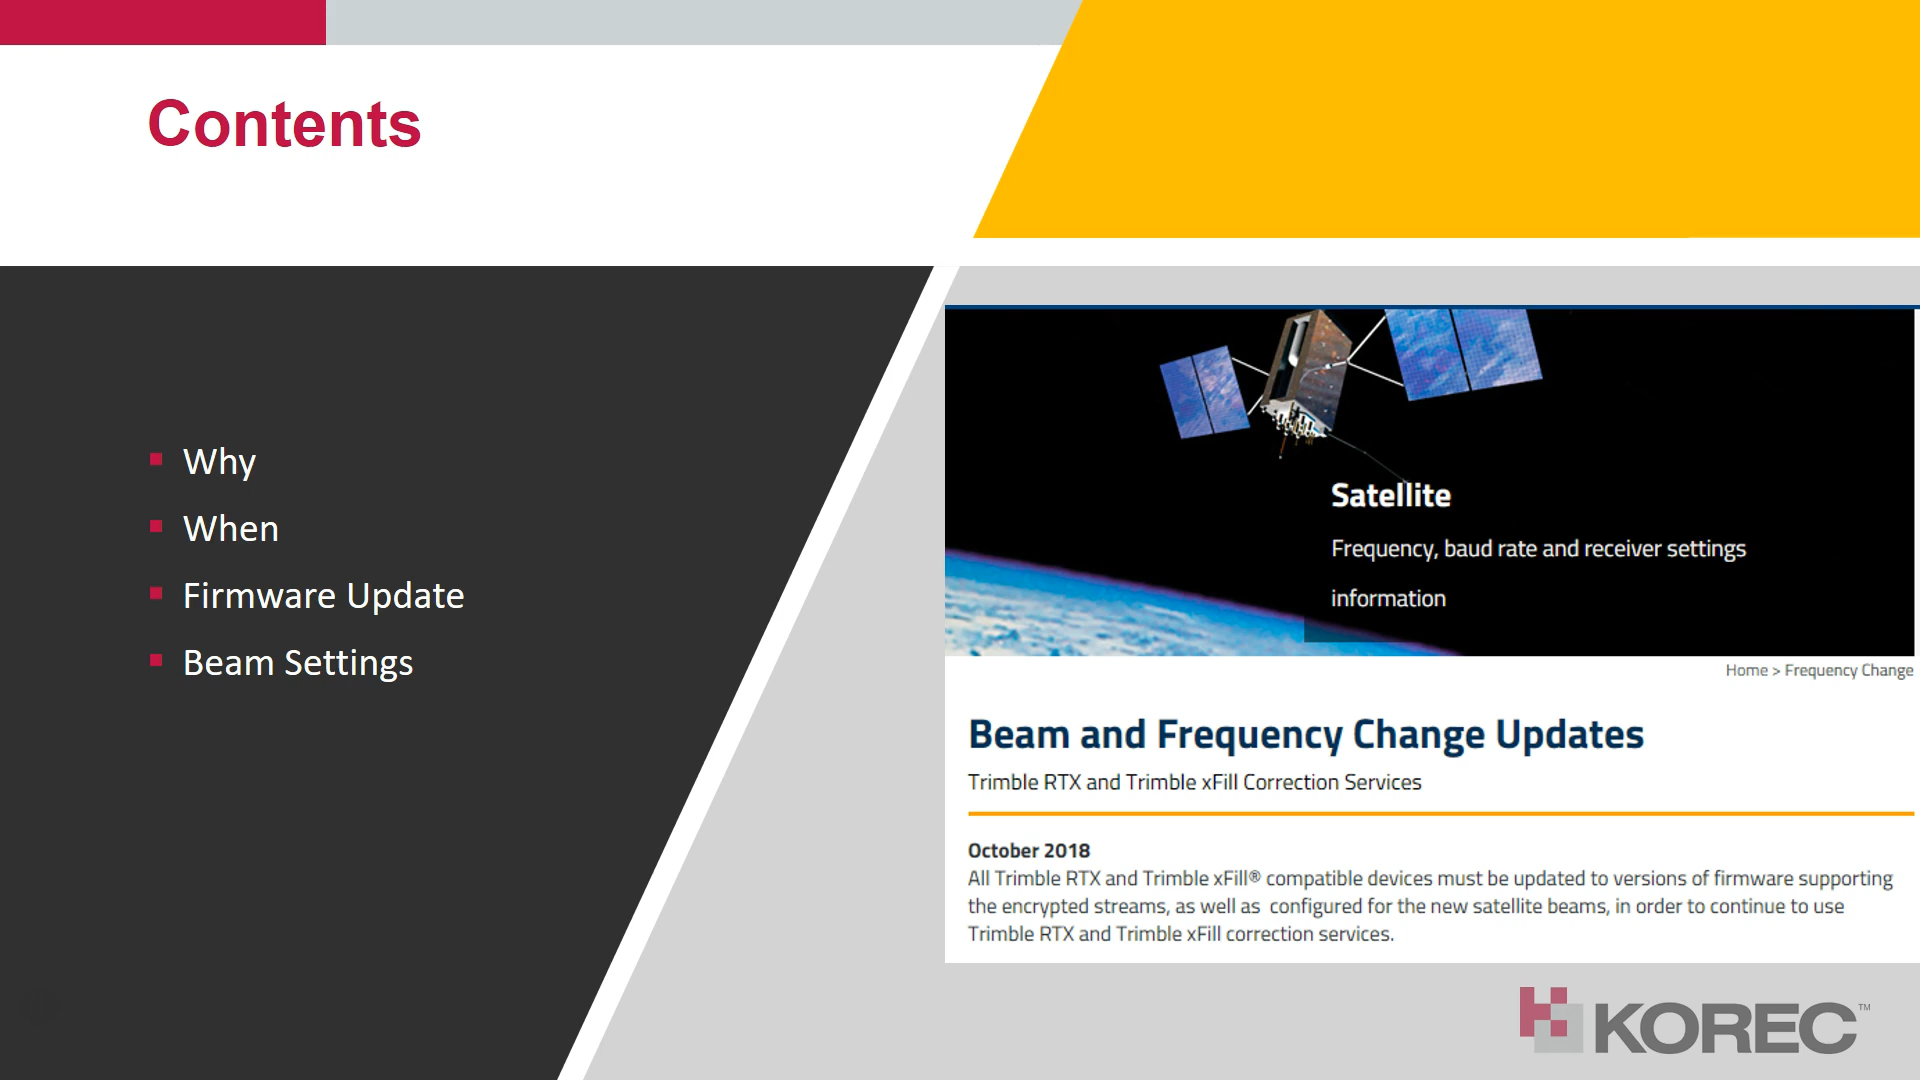 Contents
Why
When
Firmware Update
Beam Settings
Satellite
Frequency, baud rate and receiver settings
information
Home > Frequency Change
Beam and Frequency Change Updates
Trimble RTX and Trimble xFill Correction Services
October 2018
All Trimble RTX and Trimble xFill® compatible devices must be updated to versions of firmware supporting
the encrypted streams, as well as configured for the new satellite beams, in order to continue to use
Trimble RTX and Trimble xFill correction services.
KOREC™